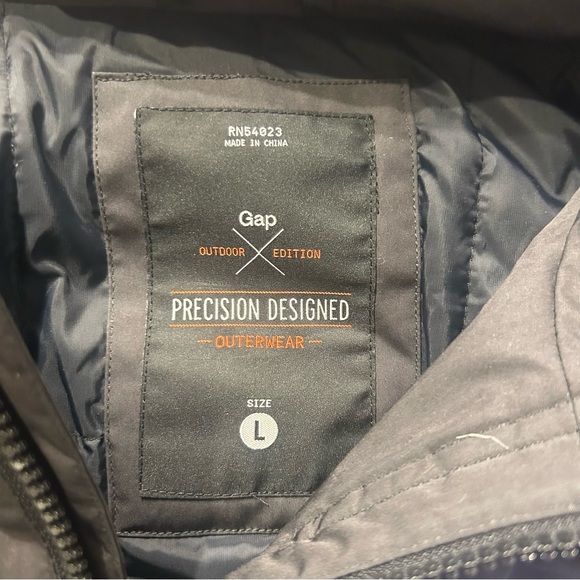 RN54023
MADE IN CHINA
Gap
OUTDOOR EDITION
PRECISION DESIGNED
OUTERWEAR
SIZE
L